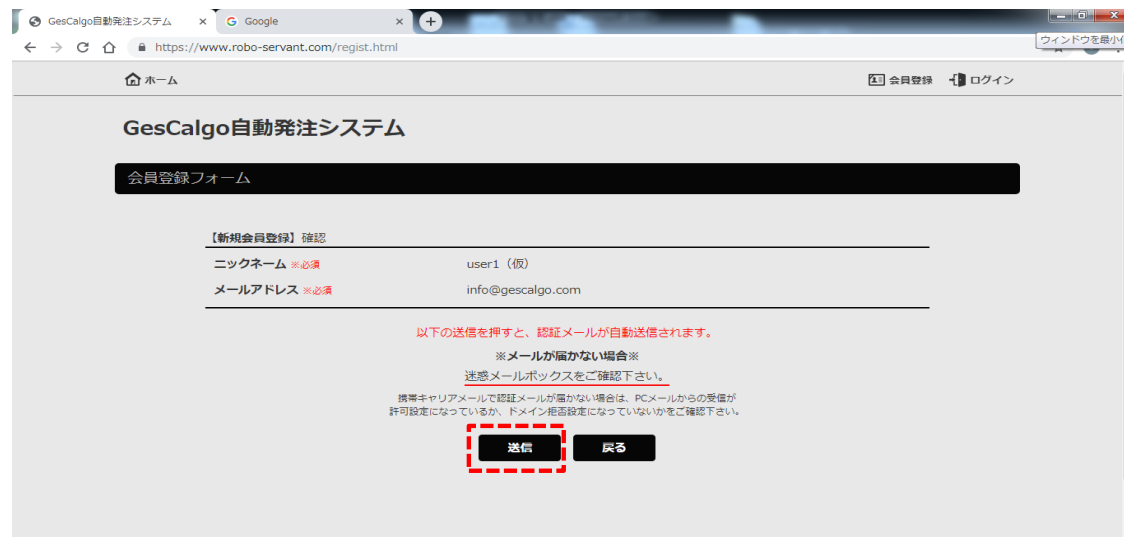 GesCalgo自動発注システム
Google
https://www.robo-servant.com/regist.html
ウィンドウを最小
ホーム
会員登録
ログイン
GesCalgo自動発注システム
会員登録フォーム
【新規会員登録】確認
ニックネーム ※必須 user1（仮）
メールアドレス ※必須 info@gescalgo.com
以下の送信を押すと、認証メールが自動送信されます。
※メールが届かない場合※
迷惑メールボックスをご確認下さい。
携帯キャリアメールで認証メールが届かない場合は、PCメールからの受信が
許可設定になっているか、ドメイン拒否設定になっていないかをご確認下さい。
送信 戻る